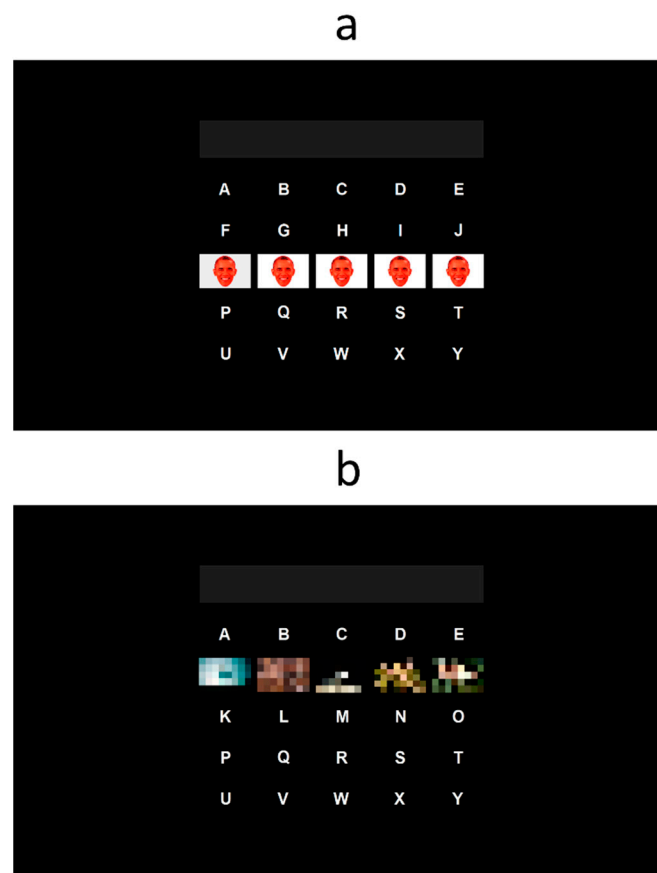 a
A B C D E
F G H I J
P Q R S T
U V W X Y
b
A B C D E
K L M N O
P Q R S T
U V W X Y